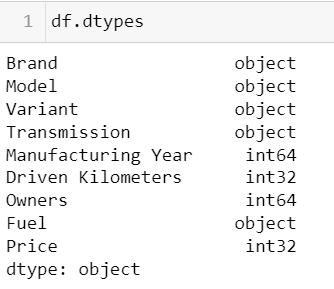 1 df.dtypes
Brand object
Model object
Variant object
Transmission object
Manufacturing Year int64
Driven Kilometers int32
Owners int64
Fuel object
Price int32
dtype: object